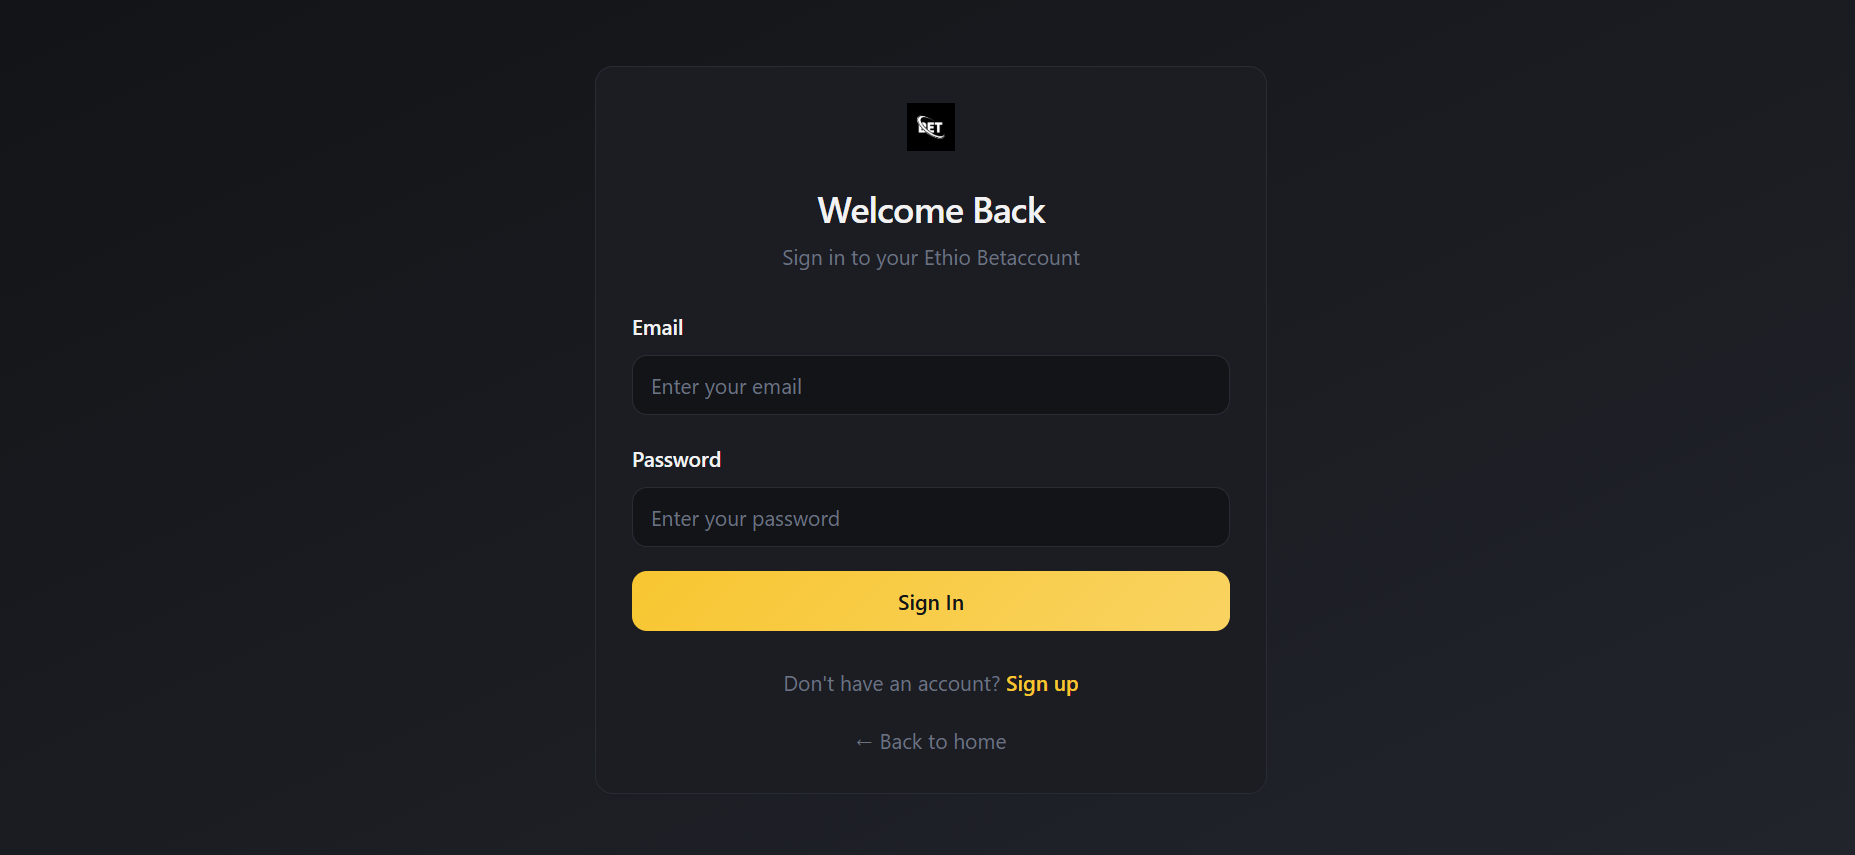 BET
Welcome Back
Sign in to your Ethio Betaccount
Email
Enter your email
Password
Enter your password
Sign In
Don't have an account? Sign up
← Back to home